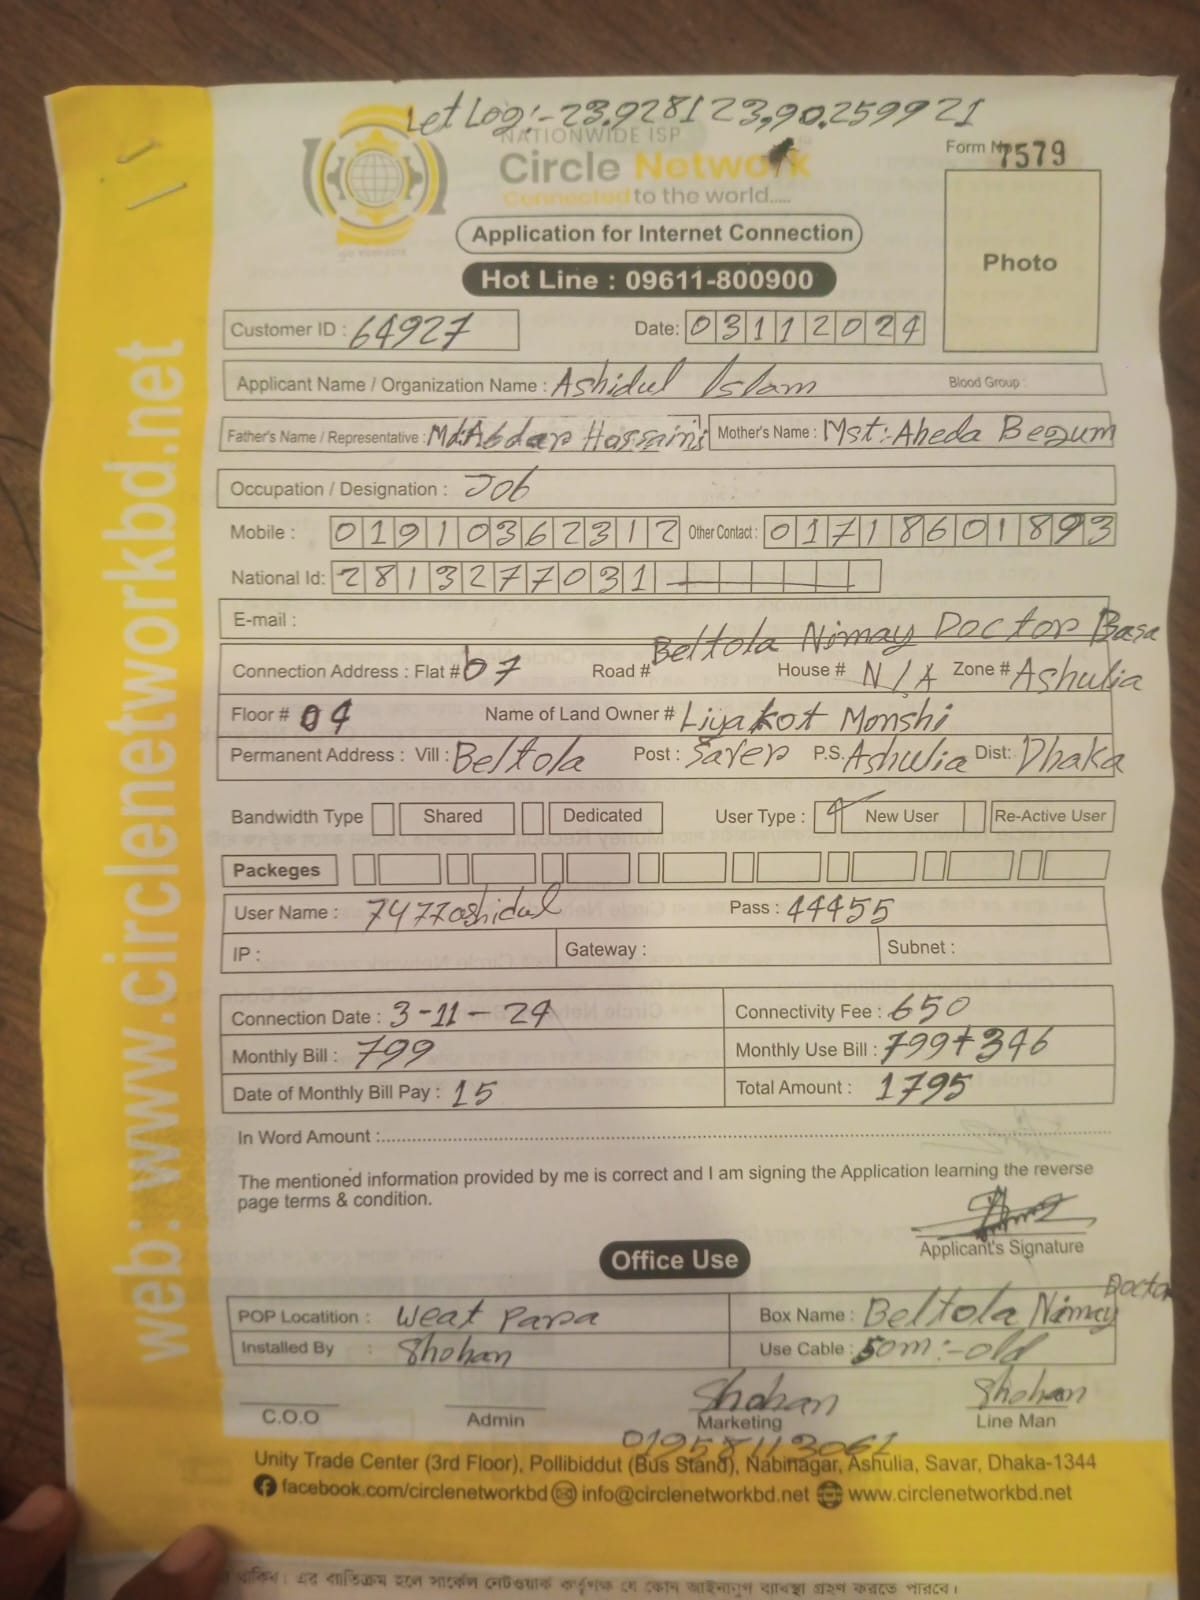 Let Log:-23.928123,90.259921
NATIONWIDE ISP
Circle Network
Connected to the world.....
Form No 7579
Photo
Application for Internet Connection
Hot Line : 09611-800900
Customer ID : 64927 Date: 03112024
Applicant Name / Organization Name : Ashidul Islam Blood Group :
Father's Name / Representative : Md:Abdar Hossain Mother's Name : Mst:-Aheda Begum
Occupation / Designation : Job
Mobile : 01910362312 Other Contact : 01718601893
National Id: 2813277031
E-mail :
Beltola Nimay Doctor Basa
Connection Address : Flat # 07 Road # House # N/A Zone # Ashulia
Floor # 04 Name of Land Owner # Liyakot Monshi
Permanent Address : Vill : Beltola Post : Saver P.S. Ashulia Dist: Dhaka
Bandwidth Type Shared Dedicated User Type : New User Re-Active User
Packeges
User Name : 7477ashidul Pass : 44455
IP : Gateway : Subnet :
Connection Date : 3-11-24 Connectivity Fee : 650
Monthly Bill : 799 Monthly Use Bill : 799+346
Date of Monthly Bill Pay : 15 Total Amount : 1795
In Word Amount :
The mentioned information provided by me is correct and I am signing the Application learning the reverse
page terms & condition.
Applicant's Signature
Office Use
POP Locatition : Weat Para Box Name : Beltola Nimay Doctor
Installed By : Shohan Use Cable : 50m:-old
Shohan Shohan
C.O.O Admin Marketing Line Man
01958113061
Unity Trade Center (3rd Floor), Pollibiddut (Bus Stand), Nabinagar, Ashulia, Savar, Dhaka-1344
facebook.com/circlenetworkbd info@circlenetworkbd.net www.circlenetworkbd.net
web: www.circlenetworkbd.net
থাকিব। এর ব্যতিক্রম হলে সার্কেল নেটওয়ার্ক কর্তৃপক্ষ যে কোন আইনানুগ ব্যবস্থা গ্রহণ করতে পারবে।